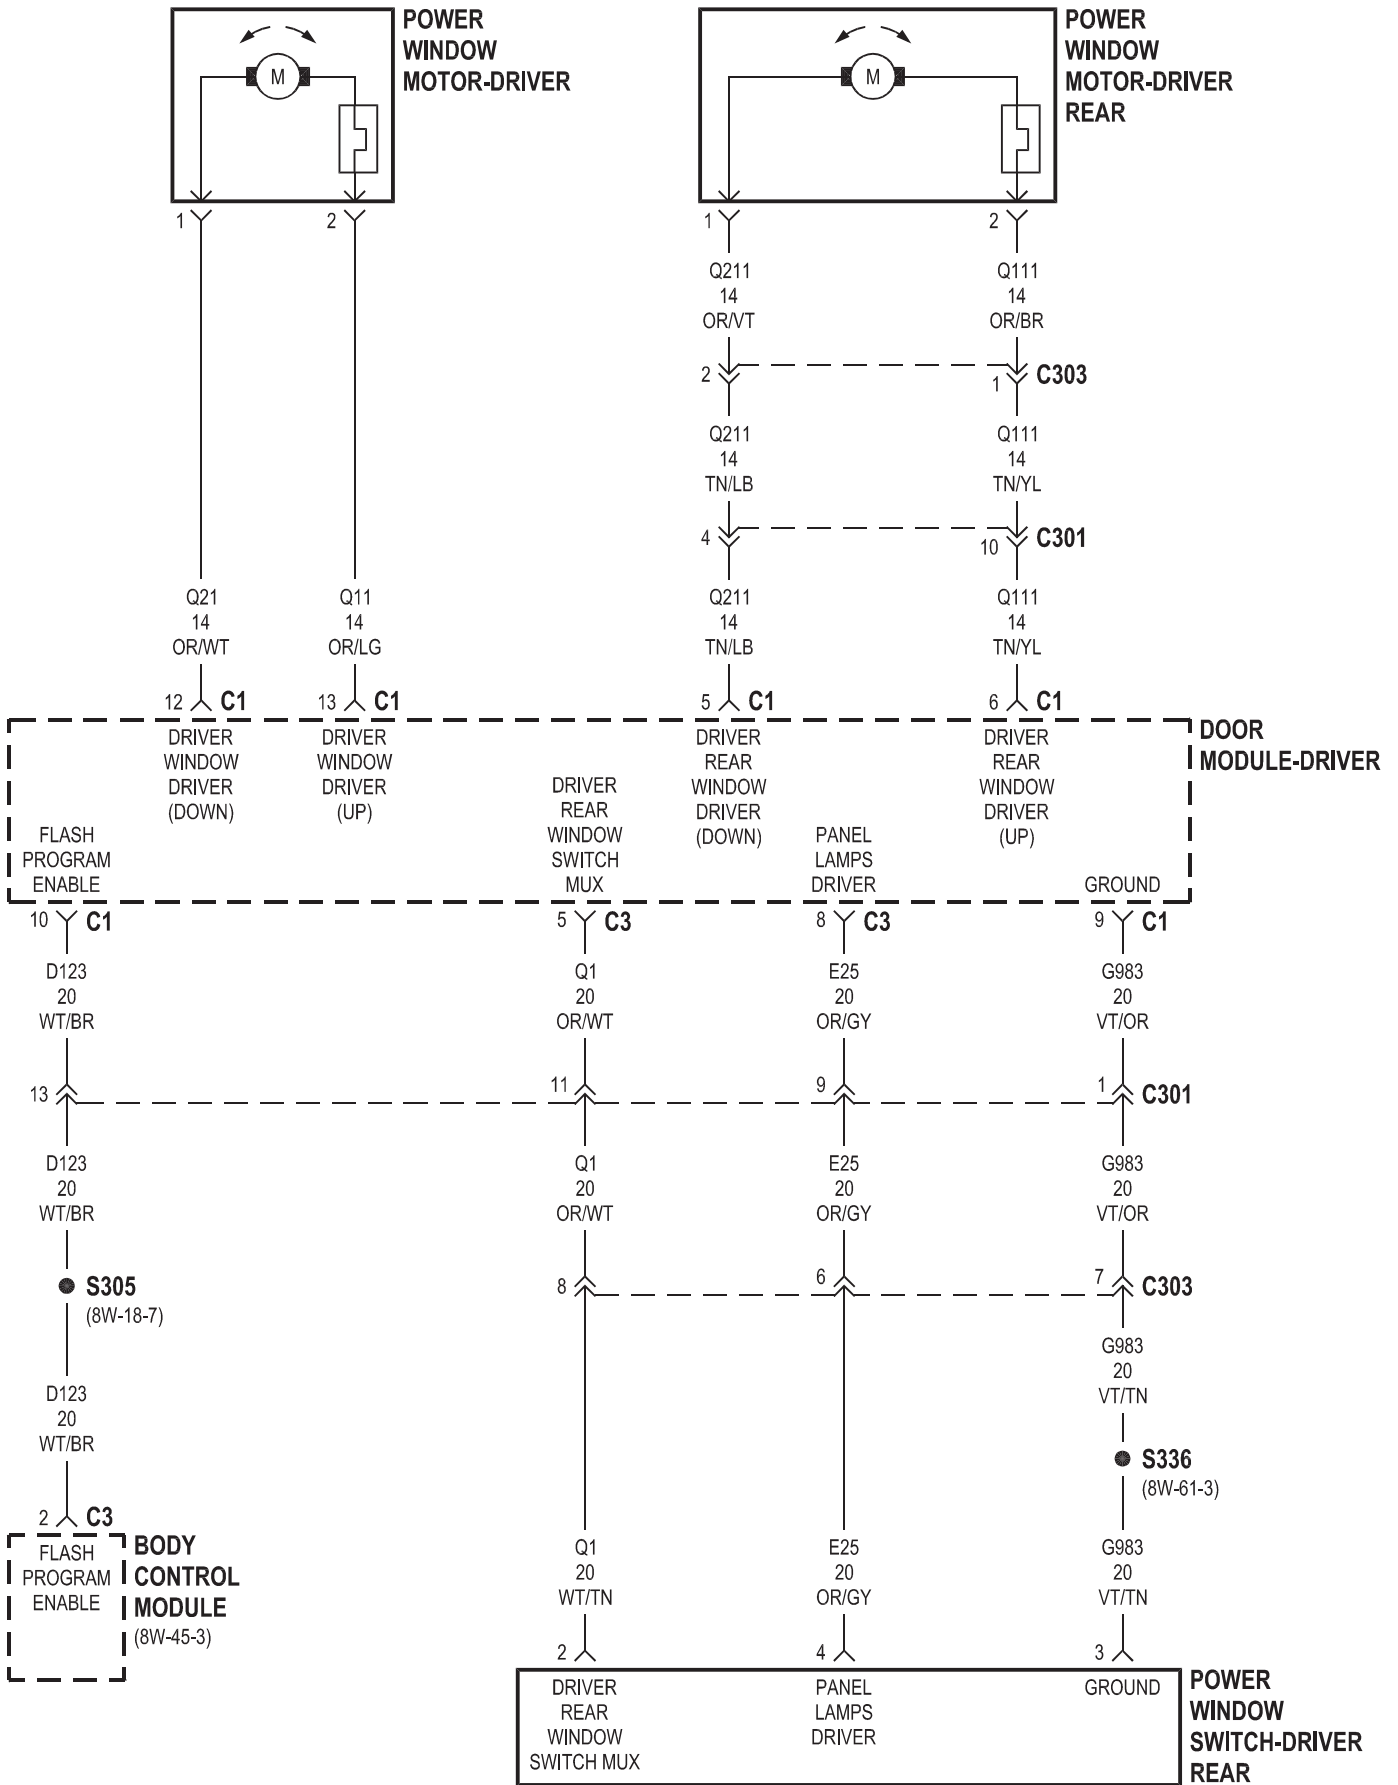 POWER
WINDOW
MOTOR-DRIVER
POWER
WINDOW
MOTOR-DRIVER
REAR
M
M
1
2
1
2
Q211
14
OR/VT
Q111
14
OR/BR
2
1
C303
Q211
14
TN/LB
Q111
14
TN/YL
4
10
C301
Q21
14
OR/WT
Q11
14
OR/LG
Q211
14
TN/LB
Q111
14
TN/YL
12
C1
13
C1
5
C1
6
C1
DOOR
MODULE-DRIVER
DRIVER
WINDOW
DRIVER
(DOWN)
DRIVER
WINDOW
DRIVER
(UP)
DRIVER
REAR
WINDOW
DRIVER
(DOWN)
DRIVER
REAR
WINDOW
DRIVER
(UP)
FLASH
PROGRAM
ENABLE
DRIVER
REAR
WINDOW
SWITCH
MUX
PANEL
LAMPS
DRIVER
GROUND
10
C1
5
C3
8
C3
9
C1
D123
20
WT/BR
Q1
20
OR/WT
E25
20
OR/GY
G983
20
VT/OR
13
11
9
1
C301
D123
20
WT/BR
Q1
20
OR/WT
E25
20
OR/GY
G983
20
VT/OR
S305
(8W-18-7)
8
6
7
C303
G983
20
VT/TN
D123
20
WT/BR
S336
(8W-61-3)
2
C3
BODY
CONTROL
MODULE
(8W-45-3)
FLASH
PROGRAM
ENABLE
Q1
20
WT/TN
E25
20
OR/GY
G983
20
VT/TN
2
4
3
DRIVER
REAR
WINDOW
SWITCH MUX
PANEL
LAMPS
DRIVER
GROUND
POWER
WINDOW
SWITCH-DRIVER
REAR